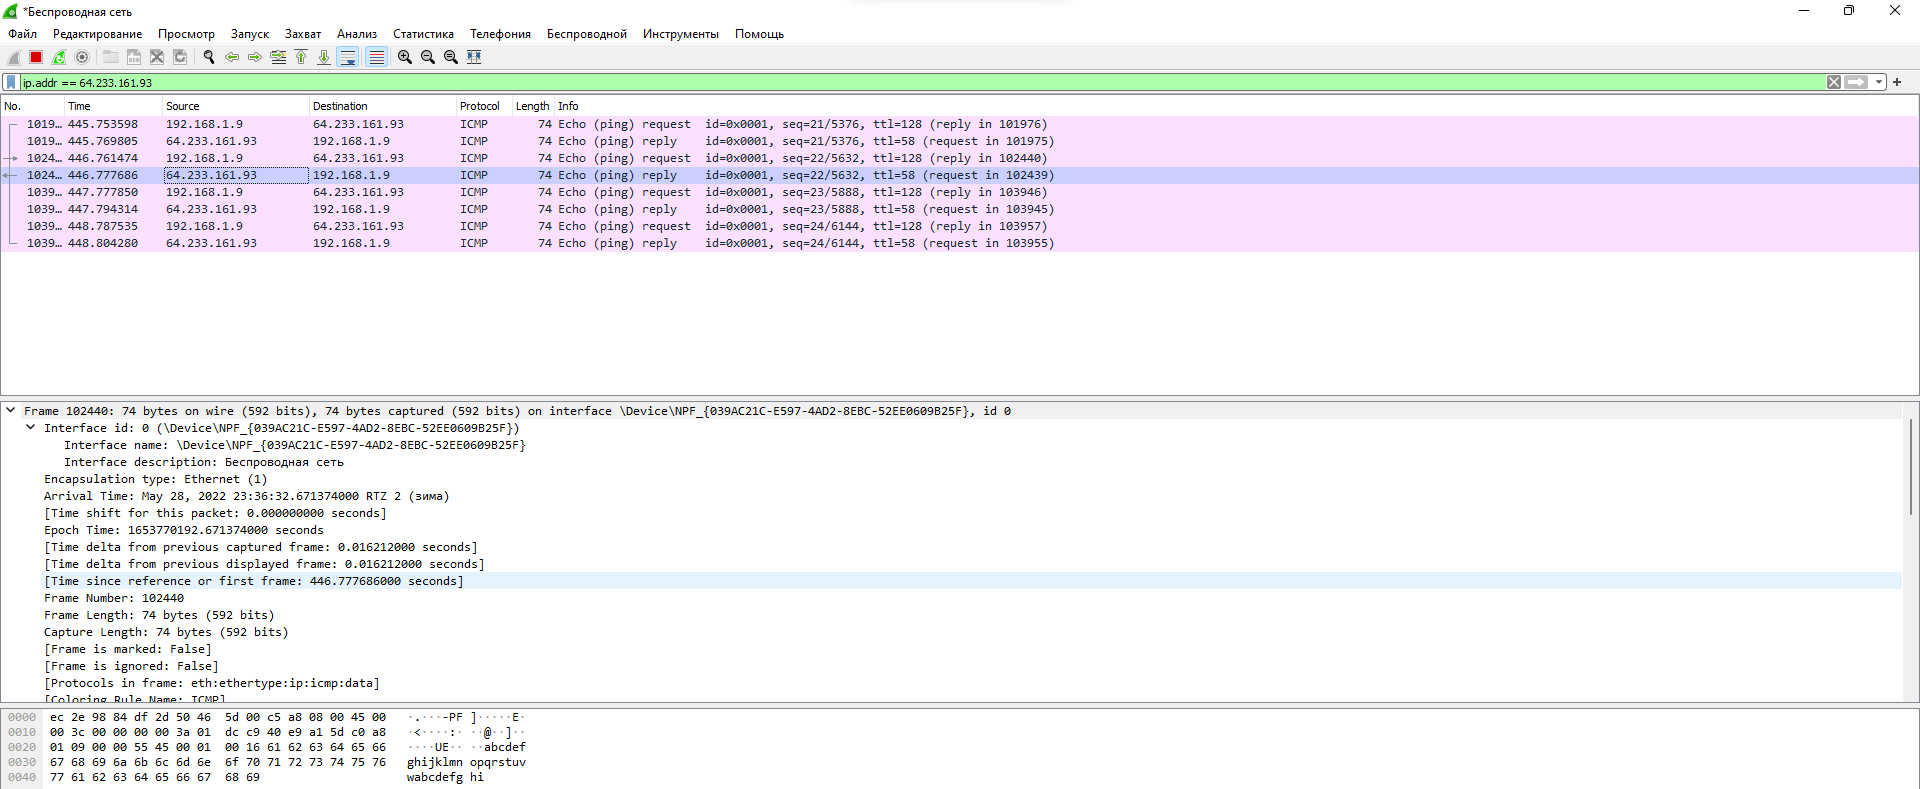 *Беспроводная сеть
Файл Редактирование Просмотр Запуск Захват Анализ Статистика Телефония Беспроводной Инструменты Помощь
ip.addr == 64.233.161.93
No. Time Source Destination Protocol Length Info
1019… 445.753598 192.168.1.9 64.233.161.93 ICMP 74 Echo (ping) request id=0x0001, seq=21/5376, ttl=128 (reply in 101976)
1019… 445.769805 64.233.161.93 192.168.1.9 ICMP 74 Echo (ping) reply id=0x0001, seq=21/5376, ttl=58 (request in 101975)
1024… 446.761474 192.168.1.9 64.233.161.93 ICMP 74 Echo (ping) request id=0x0001, seq=22/5632, ttl=128 (reply in 102440)
1024… 446.777686 64.233.161.93 192.168.1.9 ICMP 74 Echo (ping) reply id=0x0001, seq=22/5632, ttl=58 (request in 102439)
1039… 447.777850 192.168.1.9 64.233.161.93 ICMP 74 Echo (ping) request id=0x0001, seq=23/5888, ttl=128 (reply in 103946)
1039… 447.794314 64.233.161.93 192.168.1.9 ICMP 74 Echo (ping) reply id=0x0001, seq=23/5888, ttl=58 (request in 103945)
1039… 448.787535 192.168.1.9 64.233.161.93 ICMP 74 Echo (ping) request id=0x0001, seq=24/6144, ttl=128 (reply in 103957)
1039… 448.804280 64.233.161.93 192.168.1.9 ICMP 74 Echo (ping) reply id=0x0001, seq=24/6144, ttl=58 (request in 103955)
Frame 102440: 74 bytes on wire (592 bits), 74 bytes captured (592 bits) on interface \Device\NPF_{039AC21C-E597-4AD2-8EBC-52EE0609B25F}, id 0
Interface id: 0 (\Device\NPF_{039AC21C-E597-4AD2-8EBC-52EE0609B25F})
Interface name: \Device\NPF_{039AC21C-E597-4AD2-8EBC-52EE0609B25F}
Interface description: Беспроводная сеть
Encapsulation type: Ethernet (1)
Arrival Time: May 28, 2022 23:36:32.671374000 RTZ 2 (зима)
[Time shift for this packet: 0.000000000 seconds]
Epoch Time: 1653770192.671374000 seconds
[Time delta from previous captured frame: 0.016212000 seconds]
[Time delta from previous displayed frame: 0.016212000 seconds]
[Time since reference or first frame: 446.777686000 seconds]
Frame Number: 102440
Frame Length: 74 bytes (592 bits)
Capture Length: 74 bytes (592 bits)
[Frame is marked: False]
[Frame is ignored: False]
[Protocols in frame: eth:ethertype:ip:icmp:data]
[Coloring Rule Name: ICMP]
0000 ec 2e 98 84 df 2d 50 46 5d 00 c5 a8 08 00 45 00 ·.···-PF ]·····E·
0010 00 3c 00 00 00 00 3a 01 dc c9 40 e9 a1 5d c0 a8 ·<····:· ··@··]··
0020 01 09 00 00 55 45 00 01 00 16 61 62 63 64 65 66 ····UE·· ··abcdef
0030 67 68 69 6a 6b 6c 6d 6e 6f 70 71 72 73 74 75 76 ghijklmn opqrstuv
0040 77 61 62 63 64 65 66 67 68 69 wabcdefg hi